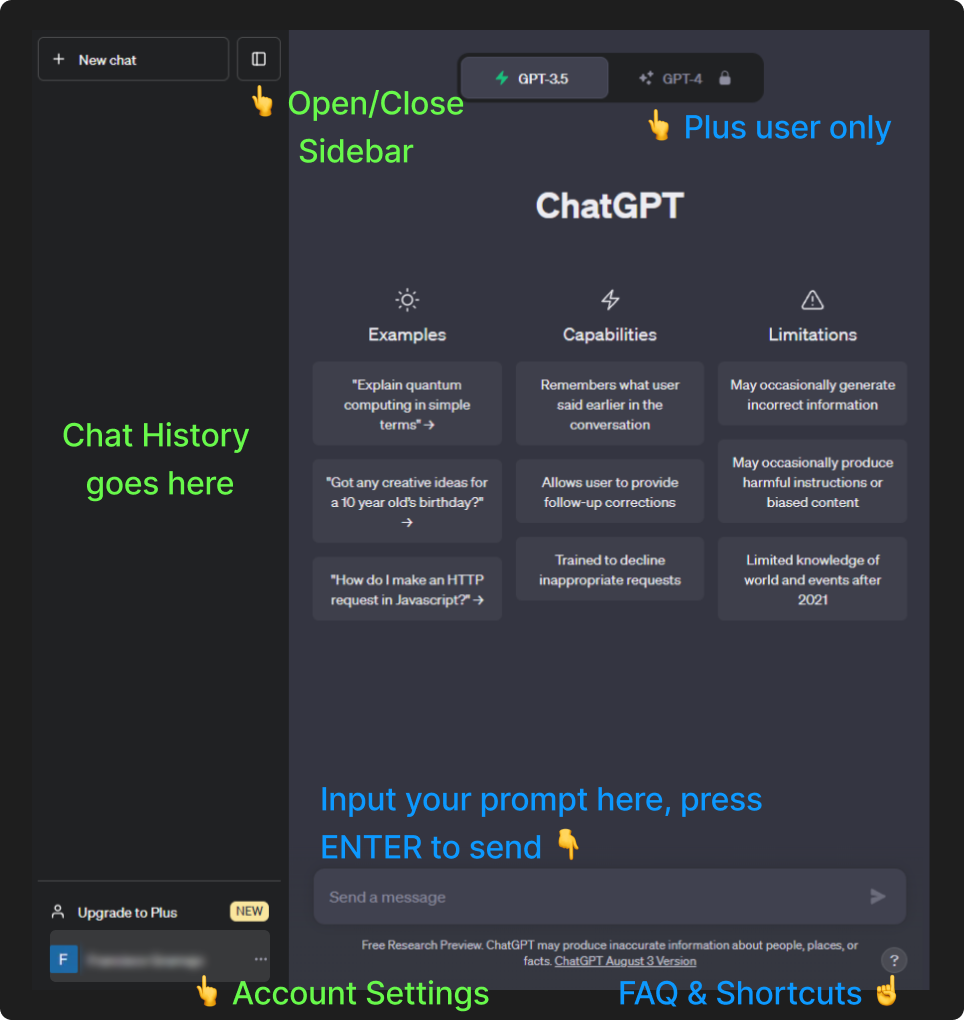 New chat
GPT-3.5
GPT-4
Open/Close
Sidebar
Plus user only
ChatGPT
Examples
"Explain quantum
computing in simple
terms" →
"Got any creative ideas for
a 10 year old's birthday?"
→
"How do I make an HTTP
request in Javascript?" →
Capabilities
Remembers what user
said earlier in the
conversation
Allows user to provide
follow-up corrections
Trained to decline
inappropriate requests
Limitations
May occasionally generate
incorrect information
May occasionally produce
harmful instructions or
biased content
Limited knowledge of
world and events after
2021
Chat History
goes here
Input your prompt here, press
ENTER to send
Send a message
Free Research Preview. ChatGPT may produce inaccurate information about people, places, or
facts. ChatGPT August 3 Version
Upgrade to Plus NEW
F
?
Account Settings
FAQ & Shortcuts